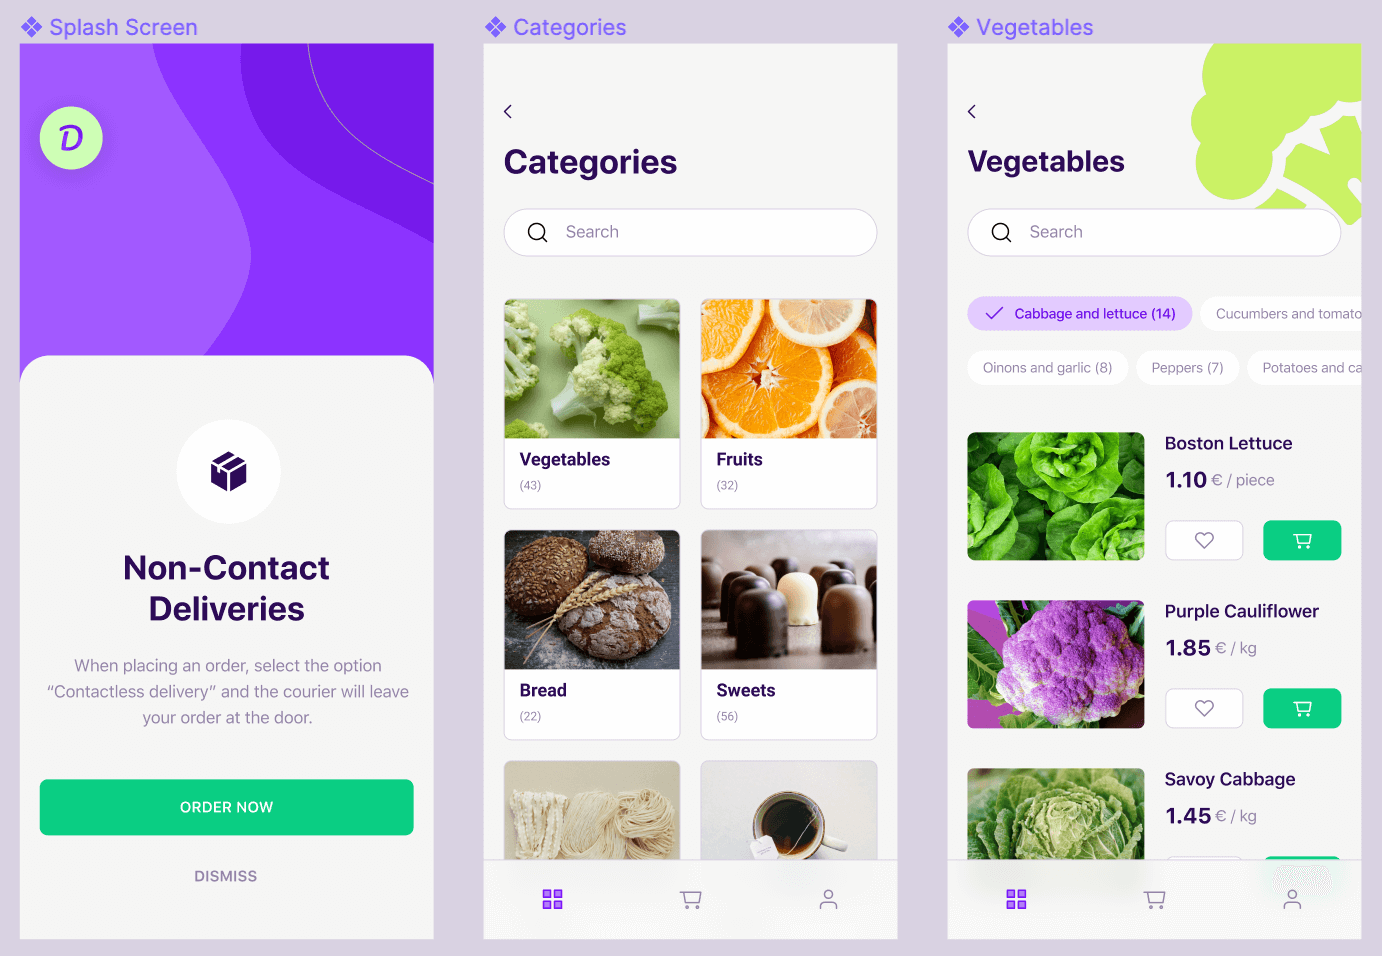 Splash Screen
D
Non-Contact
Deliveries
When placing an order, select the option
“Contactless delivery” and the courier will leave
your order at the door.
ORDER NOW
DISMISS
Categories
Categories
Search
Vegetables
(43)
Fruits
(32)
Bread
(22)
Sweets
(56)
Vegetables
Vegetables
Search
Cabbage and lettuce (14)
Cucumbers and tomato
Oinons and garlic (8)
Peppers (7)
Potatoes and ca
Boston Lettuce
1.10 € / piece
Purple Cauliflower
1.85 € / kg
Savoy Cabbage
1.45 € / kg